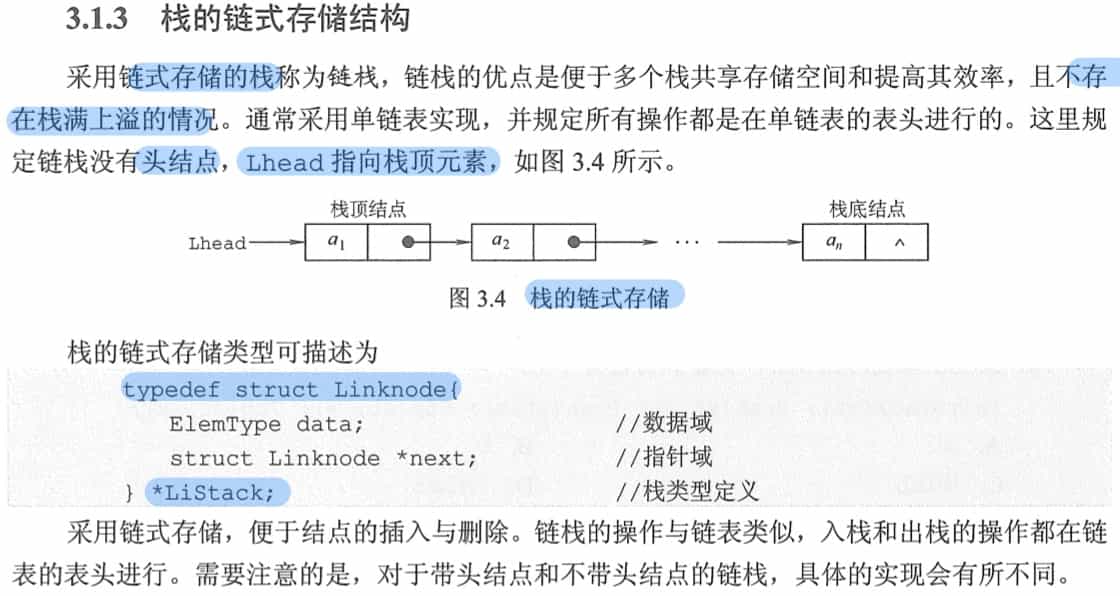 3.1.3 栈的链式存储结构
采用链式存储的栈称为链栈，链栈的优点是便于多个栈共享存储空间和提高其效率，且不存
在栈满上溢的情况。通常采用单链表实现，并规定所有操作都是在单链表的表头进行的。这里规
定链栈没有头结点，Lhead 指向栈顶元素，如图 3.4 所示。
栈顶结点 栈底结点
Lhead a1 a2 ··· an ∧
图 3.4 栈的链式存储
栈的链式存储类型可描述为
typedef struct Linknode{
ElemType data; //数据域
struct Linknode *next; //指针域
} *LiStack; //栈类型定义
采用链式存储，便于结点的插入与删除。链栈的操作与链表类似，入栈和出栈的操作都在链
表的表头进行。需要注意的是，对于带头结点和不带头结点的链栈，具体的实现会有所不同。